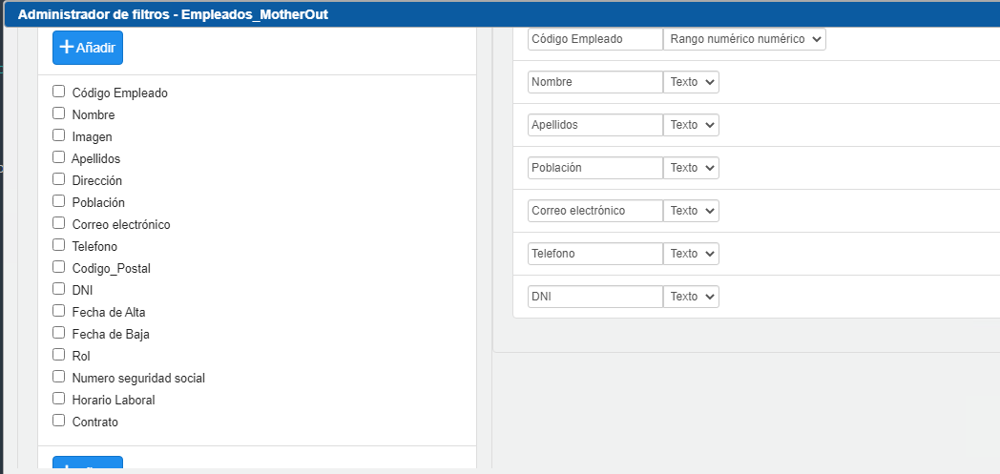 Administrador de filtros - Empleados_MotherOut
Añadir
Código Empleado
Nombre
Imagen
Apellidos
Dirección
Población
Correo electrónico
Telefono
Codigo_Postal
DNI
Fecha de Alta
Fecha de Baja
Rol
Numero seguridad social
Horario Laboral
Contrato
Código Empleado Rango numérico numérico
Nombre Texto
Apellidos Texto
Población Texto
Correo electrónico Texto
Telefono Texto
DNI Texto